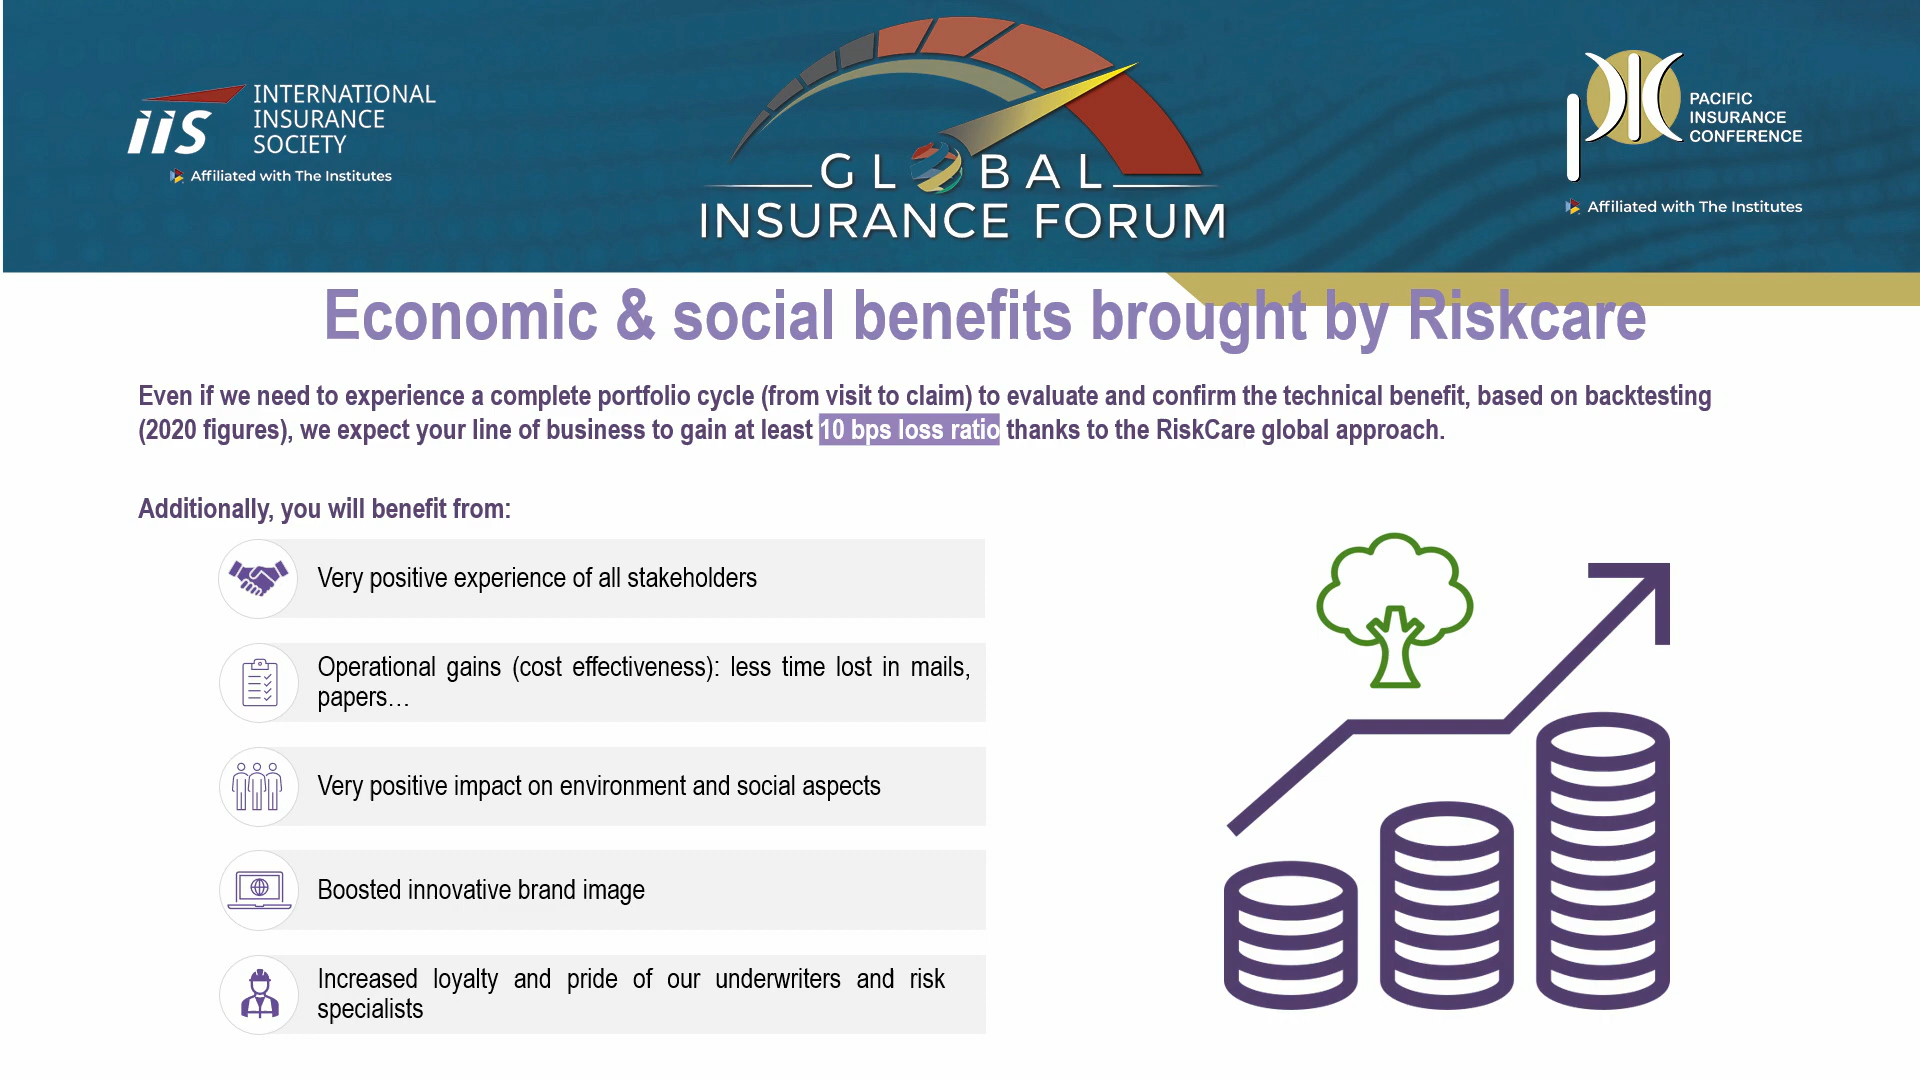 INTERNATIONAL
INSURANCE
SOCIETY
iis
Affiliated with The Institutes
GLOBAL
INSURANCE FORUM
PIC
PACIFIC
INSURANCE
CONFERENCE
Affiliated with The Institutes
Economic & social benefits brought by Riskcare
Even if we need to experience a complete portfolio cycle (from visit to claim) to evaluate and confirm the technical benefit, based on backtesting
(2020 figures), we expect your line of business to gain at least 10 bps loss ratio thanks to the RiskCare global approach.
Additionally, you will benefit from:
Very positive experience of all stakeholders
Operational gains (cost effectiveness): less time lost in mails,
papers…
Very positive impact on environment and social aspects
Boosted innovative brand image
Increased loyalty and pride of our underwriters and risk
specialists